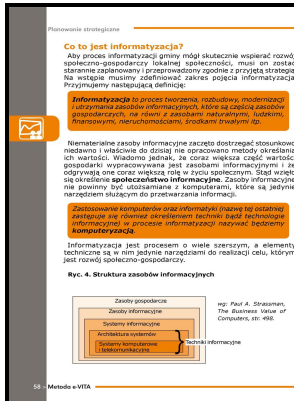 Planowanie strategiczne
Co to jest informatyzacja?
Aby proces informatyzacji gminy mógł skutecznie wspierać rozwój
społeczno-gospodarczy lokalnej społeczności, musi on zostać
starannie zaplanowany i przeprowadzony zgodnie z przyjętą strategią.
Na wstępie musimy zdefiniować zakres pojęcia informatyzacja.
Przyjmujemy następującą definicję:
Informatyzacja to proces tworzenia, rozbudowy, modernizacji
i utrzymania zasobów informacyjnych, które są częścią zasobów
gospodarczych, na równi z zasobami naturalnymi, ludzkimi,
finansowymi, nieruchomościami, środkami trwałymi itp.
Niematerialne zasoby informacyjne zaczęto dostrzegać stosunkowo
niedawno i właściwie do dzisiaj nie opracowano metody określania
ich wartości. Wiadomo jednak, że coraz większa część wartości
gospodarki wypracowywana jest zasobami informacyjnymi i że
odgrywają one coraz większą rolę w życiu społecznym. Stąd wzięło
się określenie społeczeństwo informacyjne. Zasoby informacyjne
nie powinny być utożsamiane z komputerami, które są jedynie
narzędziem służącym do przetwarzania informacji.
Zastosowanie komputerów oraz informatyki (nazwę tej ostatniej
zastępuje się również określeniem techniki bądź technologie
informacyjne) w procesie informatyzacji nazywać będziemy
komputeryzacją.
Informatyzacja jest procesem o wiele szerszym, a elementy
techniczne są w nim jedynie narzędziami do realizacji celu, którym
jest rozwój społeczno-gospodarczy.
Ryc. 4. Struktura zasobów informacyjnych
Zasoby gospodarcze
Zasoby informacyjne
Systemy informacyjne
Architektura systemów
Systemy komputerowe
i telekomunikacyjne
Techniki informacyjne
wg: Paul A. Strassman,
The Business Value of
Computers, str. 498.
58 - Metoda e-VITA